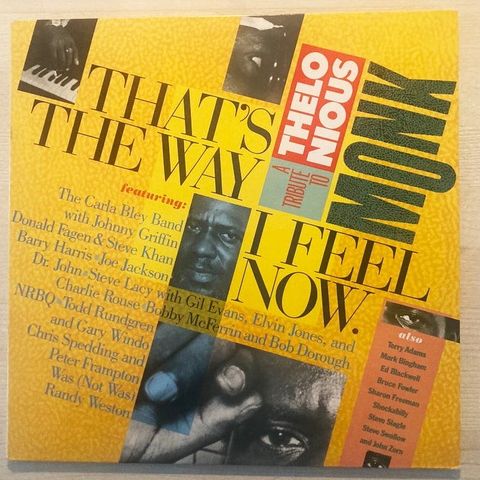 THAT'S
THE WAY
I FEEL
NOW.
A
TRIBUTE
TO
THELO
NIOUS
MONK
featuring:
The Carla Bley Band
with Johnny Griffin
Donald Fagen & Steve Khan
Barry Harris • Joe Jackson
Dr. John • Steve Lacy with Gil Evans, Elvin Jones, and
Charlie Rouse • Bobby McFerrin and Bob Dorough
NRBQ • Todd Rundgren
and Gary Windo
Chris Spedding and
Peter Frampton
Was (Not Was)
Randy Weston
also
Terry Adams
Mark Bingham
Ed Blackwell
Bruce Fowler
Sharon Freeman
Shockabilly
Steve Slagle
Steve Swallow
and John Zorn